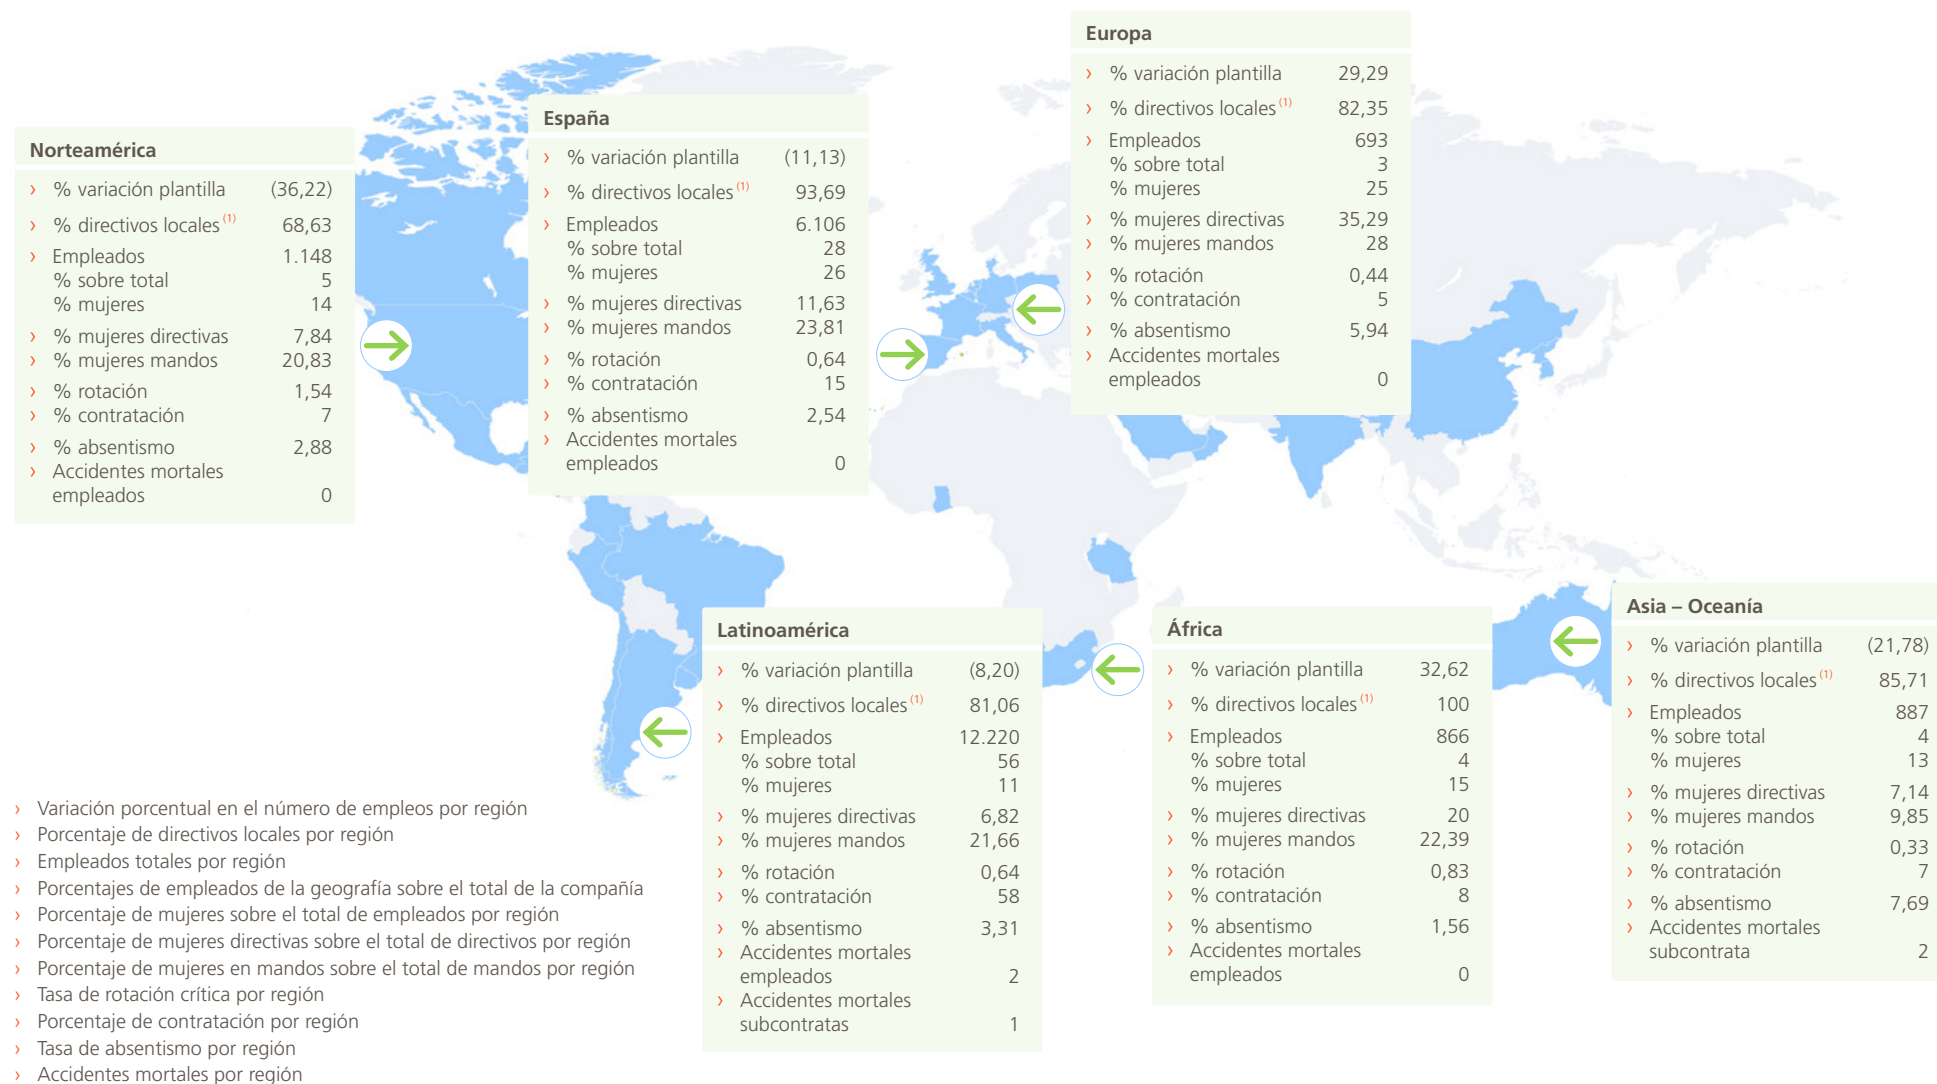 Norteamérica
› % variación plantilla (36,22)
› % directivos locales (1) 68,63
› Empleados 1.148
% sobre total 5
% mujeres 14
› % mujeres directivas 7,84
› % mujeres mandos 20,83
› % rotación 1,54
› % contratación 7
› % absentismo 2,88
› Accidentes mortales
empleados 0
España
› % variación plantilla (11,13)
› % directivos locales (1) 93,69
› Empleados 6.106
% sobre total 28
% mujeres 26
› % mujeres directivas 11,63
› % mujeres mandos 23,81
› % rotación 0,64
› % contratación 15
› % absentismo 2,54
› Accidentes mortales
empleados 0
Europa
› % variación plantilla 29,29
› % directivos locales (1) 82,35
› Empleados 693
% sobre total 3
% mujeres 25
› % mujeres directivas 35,29
› % mujeres mandos 28
› % rotación 0,44
› % contratación 5
› % absentismo 5,94
› Accidentes mortales
empleados 0
Latinoamérica
› % variación plantilla (8,20)
› % directivos locales (1) 81,06
› Empleados 12.220
% sobre total 56
% mujeres 11
› % mujeres directivas 6,82
› % mujeres mandos 21,66
› % rotación 0,64
› % contratación 58
› % absentismo 3,31
› Accidentes mortales
empleados 2
› Accidentes mortales
subcontratas 1
África
› % variación plantilla 32,62
› % directivos locales (1) 100
› Empleados 866
% sobre total 4
% mujeres 15
› % mujeres directivas 20
› % mujeres mandos 22,39
› % rotación 0,83
› % contratación 8
› % absentismo 1,56
› Accidentes mortales
empleados 0
Asia – Oceanía
› % variación plantilla (21,78)
› % directivos locales (1) 85,71
› Empleados 887
% sobre total 4
% mujeres 13
› % mujeres directivas 7,14
› % mujeres mandos 9,85
› % rotación 0,33
› % contratación 7
› % absentismo 7,69
› Accidentes mortales
subcontrata 2
› Variación porcentual en el número de empleos por región
› Porcentaje de directivos locales por región
› Empleados totales por región
› Porcentajes de empleados de la geografía sobre el total de la compañía
› Porcentaje de mujeres sobre el total de empleados por región
› Porcentaje de mujeres directivas sobre el total de directivos por región
› Porcentaje de mujeres en mandos sobre el total de mandos por región
› Tasa de rotación crítica por región
› Porcentaje de contratación por región
› Tasa de absentismo por región
› Accidentes mortales por región